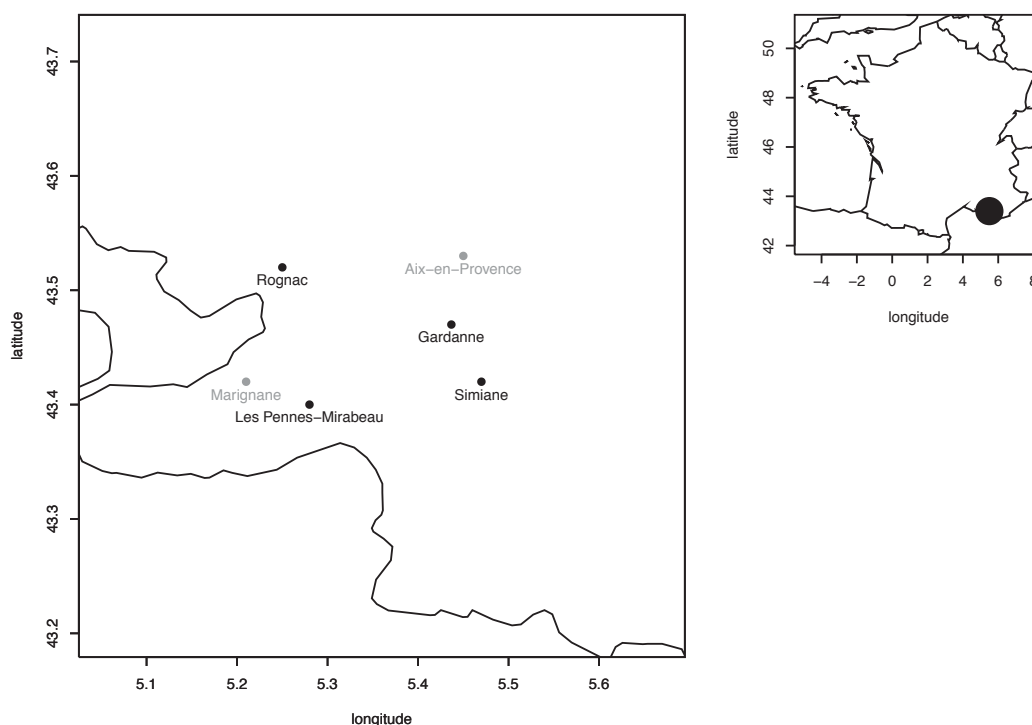 43.7
43.6
43.5
43.4
43.3
43.2
latitude
Aix−en−Provence
Rognac
Gardanne
Marignane
Simiane
Les Pennes−Mirabeau
5.1 5.2 5.3 5.4 5.5 5.6
longitude
50
48
46
44
42
latitude
−4 −2 0 2 4 6 8
longitude